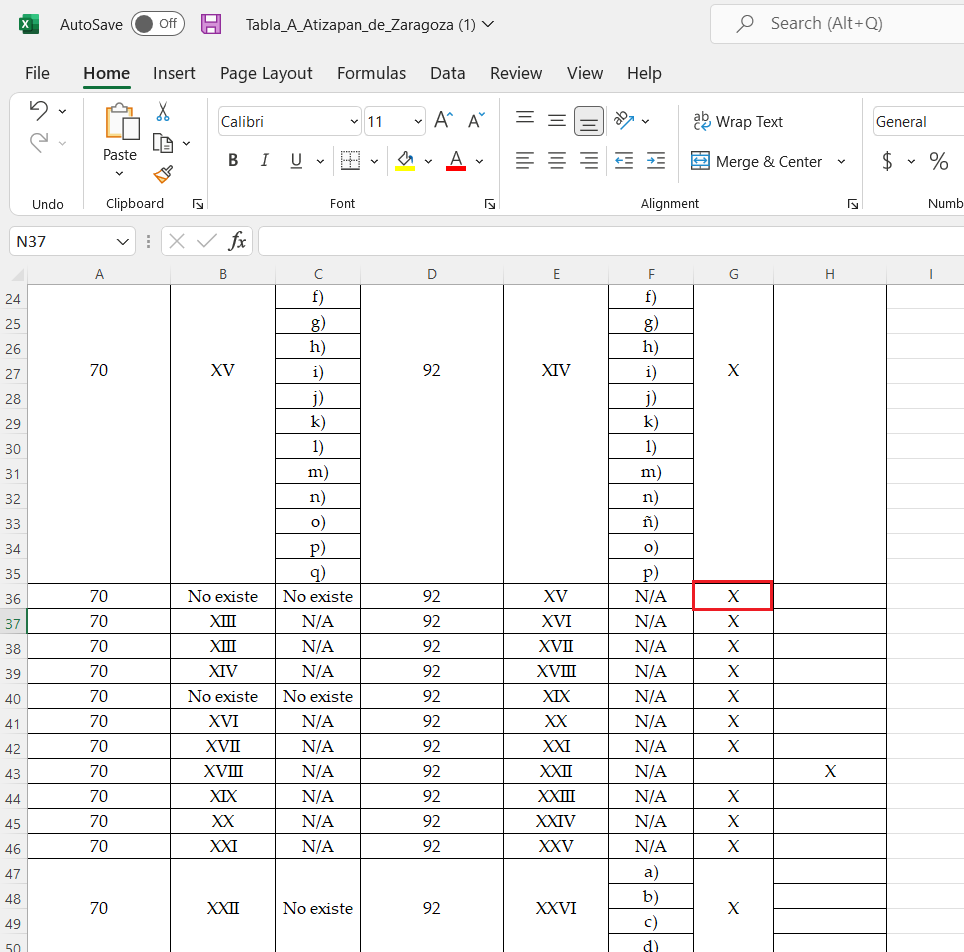 AutoSave Off Tabla_A_Atizapan_de_Zaragoza (1) Search (Alt+Q)
File Home Insert Page Layout Formulas Data Review View Help
Paste
Calibri 11
B I U A
Wrap Text
Merge & Center
General
$ %
Undo Clipboard Font Alignment Numb
N37 fx
A B C D E F G H I
24 f) f)
25 g) g)
26 h) h)
27 70 XV i) 92 XIV i) X
28 j) j)
29 k) k)
30 l) l)
31 m) m)
32 n) n)
33 o) ñ)
34 p) o)
35 q) p)
36 70 No existe No existe 92 XV N/A X
37 70 XIII N/A 92 XVI N/A X
38 70 XIII N/A 92 XVII N/A X
39 70 XIV N/A 92 XVIII N/A X
40 70 No existe No existe 92 XIX N/A X
41 70 XVI N/A 92 XX N/A X
42 70 XVII N/A 92 XXI N/A X
43 70 XVIII N/A 92 XXII N/A X
44 70 XIX N/A 92 XXIII N/A X
45 70 XX N/A 92 XXIV N/A X
46 70 XXI N/A 92 XXV N/A X
47 a)
48 70 XXII No existe 92 XXVI b) X
49 c)
50 d)